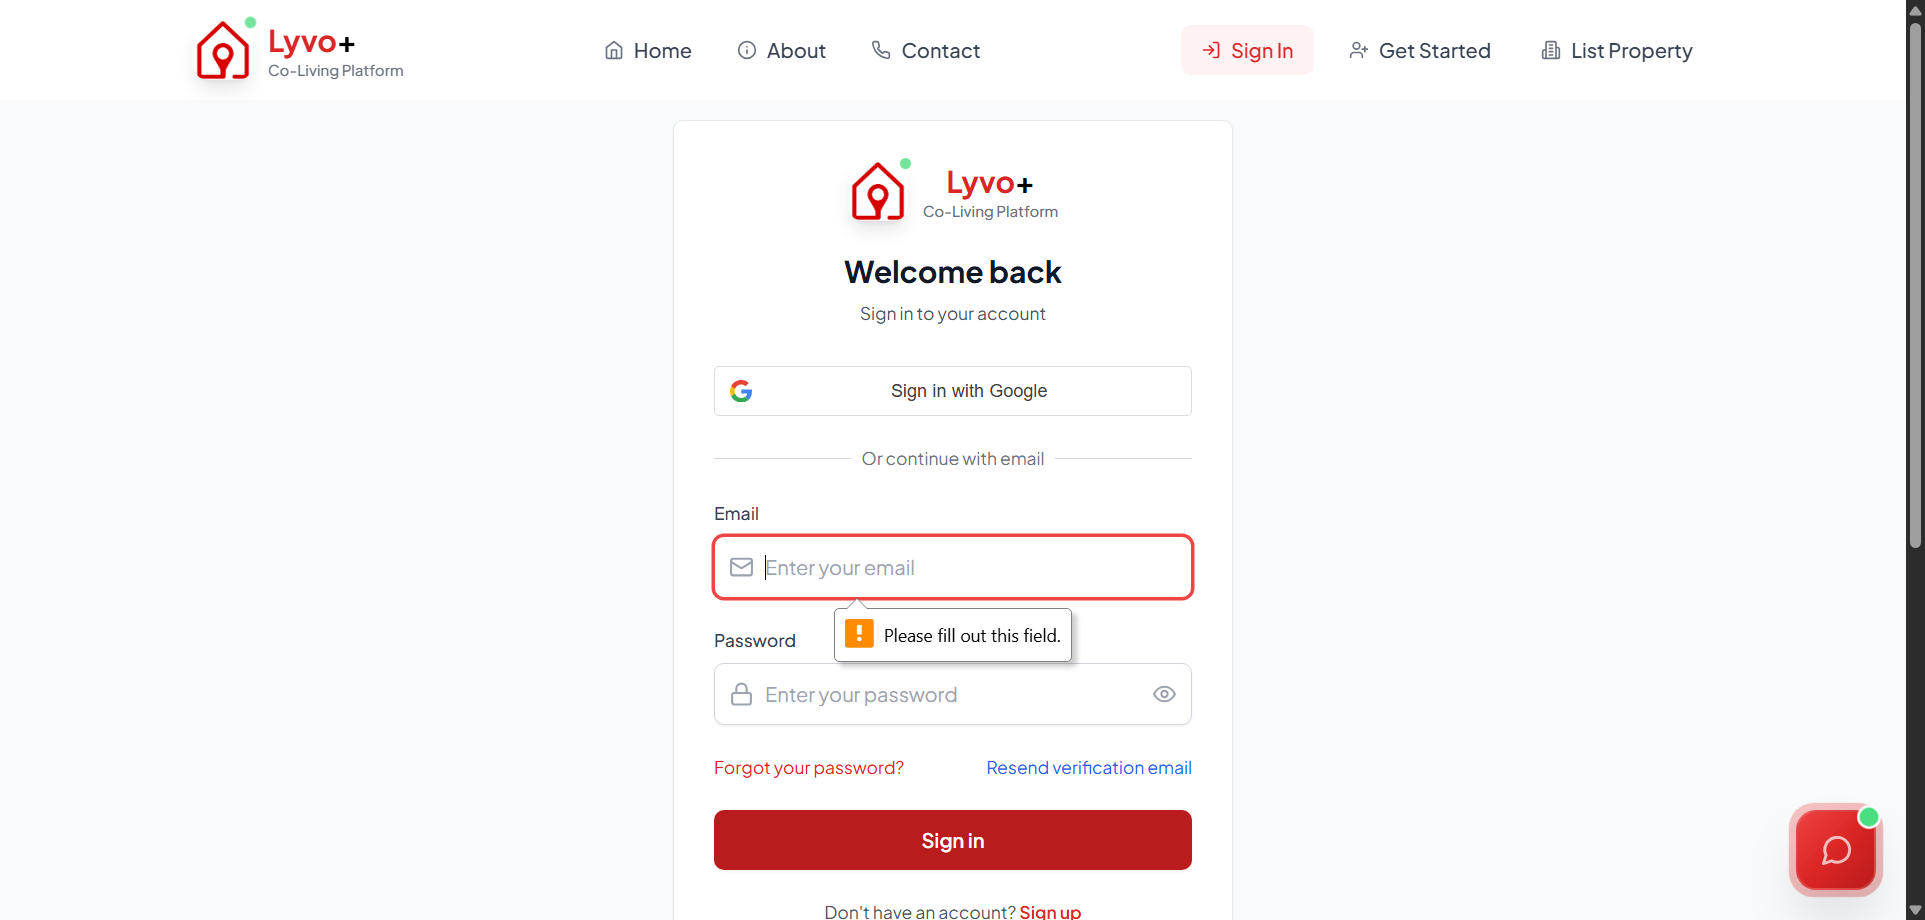 Lyvo+
Co-Living Platform
Home
About
Contact
Sign In
Get Started
List Property
Lyvo+
Co-Living Platform
Welcome back
Sign in to your account
Sign in with Google
Or continue with email
Email
Enter your email
Please fill out this field.
Password
Enter your password
Forgot your password?
Resend verification email
Sign in
Don't have an account? Sign up